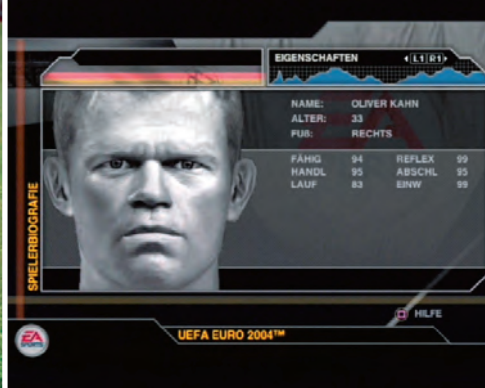 EIGENSCHAFTEN L1 R1
NAME: OLIVER KAHN
ALTER: 33
FUß: RECHTS
FÄHIG 94 REFLEX 99
HANDL 95 ABSCHL 95
LAUF 83 EINW 99
SPIELERBIOGRAFIE
HILFE
UEFA EURO 2004™
EA
SPORTS